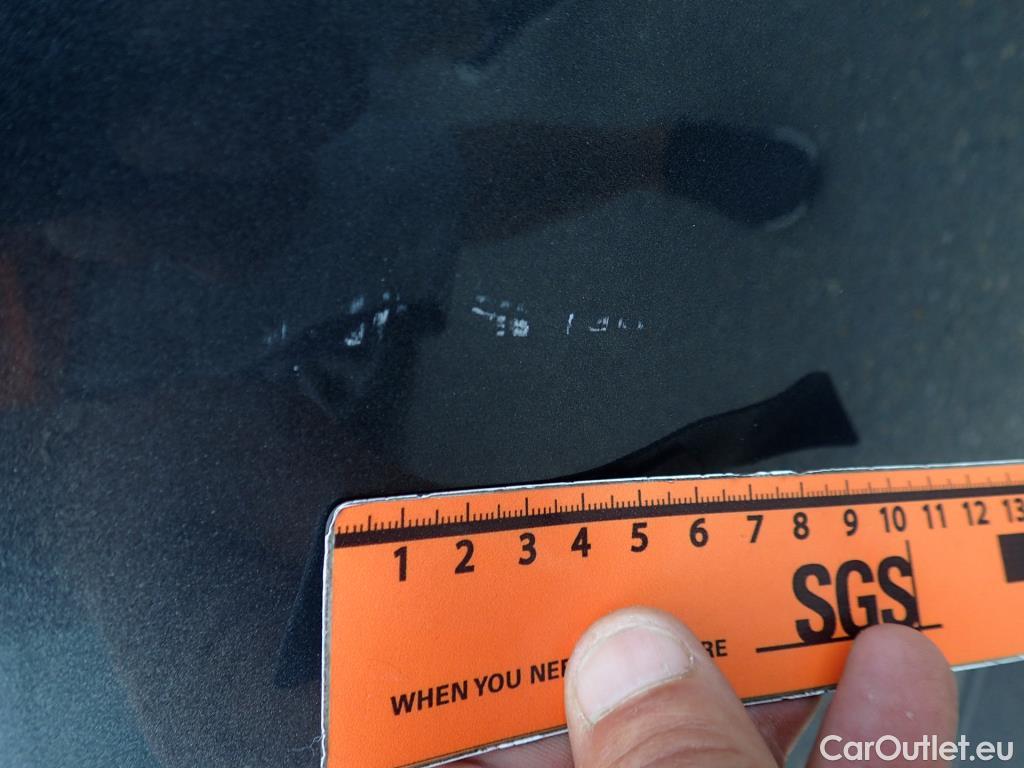 1 2 3 4 5 6 7 8 9 10 11 12 13
SGS
WHEN YOU
CarOutlet.eu